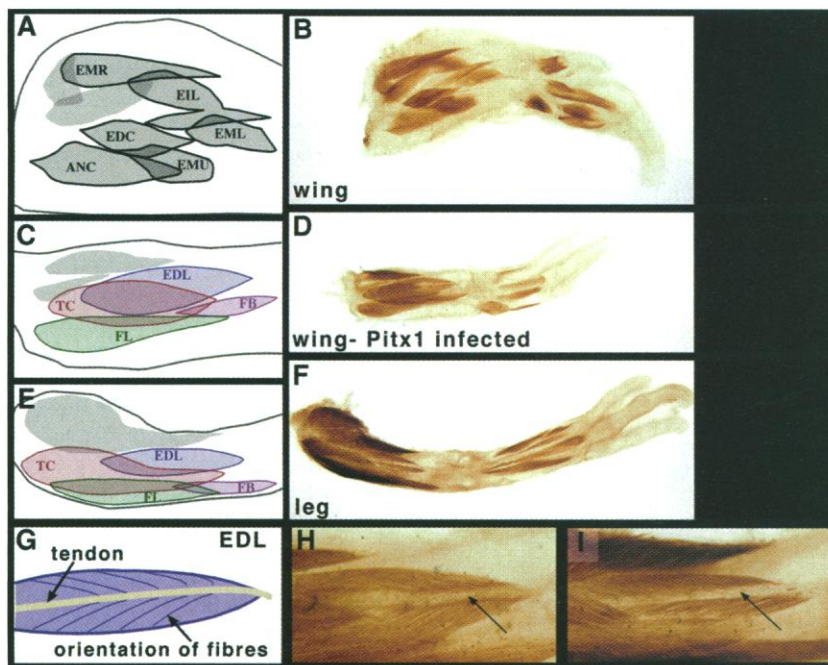 A
EMR
EIL
EDC
EML
ANC
EMU
B
wing
C
EDL
TC
FB
FL
D
wing- Pitx1 infected
E
TC
EDL
FL
FB
F
leg
G
EDL
tendon
orientation of fibres
H
I